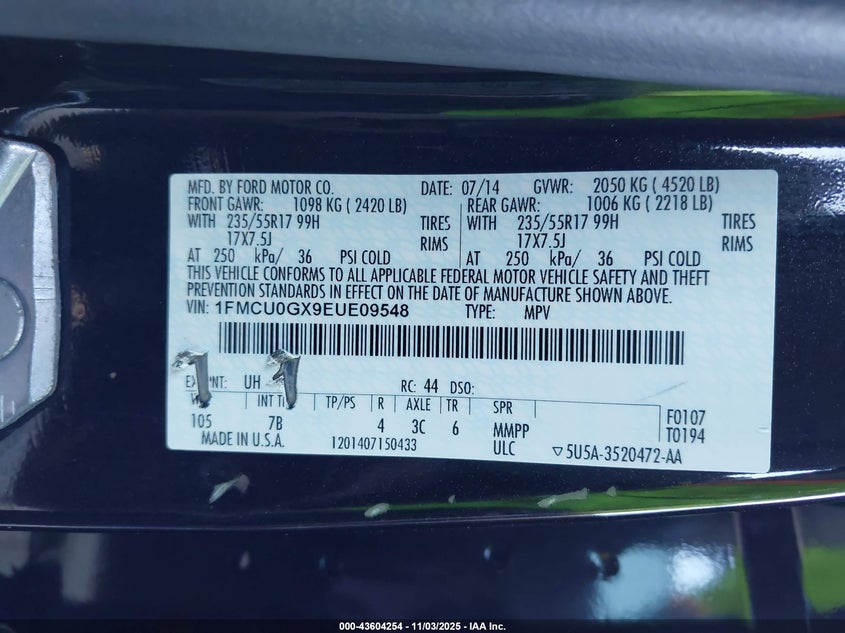 MFD. BY FORD MOTOR CO. DATE: 07/14 GVWR: 2050 KG ( 4520 LB)
FRONT GAWR: 1098 KG ( 2420 LB) REAR GAWR: 1006 KG ( 2218 LB)
WITH 235/55R17 99H TIRES WITH 235/55R17 99H TIRES
17X7.5J RIMS 17X7.5J RIMS
AT 250 kPa/ 36 PSI COLD AT 250 kPa/ 36 PSI COLD
THIS VEHICLE CONFORMS TO ALL APPLICABLE FEDERAL MOTOR VEHICLE SAFETY AND THEFT
PREVENTION STANDARDS IN EFFECT ON THE DATE OF MANUFACTURE SHOWN ABOVE.
VIN: 1FMCU0GX9EUE09548 TYPE: MPV
UH RC: 44 DSO:
INT TP/PS R AXLE TR SPR F0107
105 7B 4 3C 6 MMPP T0194
MADE IN U.S.A. 1201407150433 ULC ▽5U5A-3520472-AA
000-43604254 - 11/03/2025 - IAA Inc.